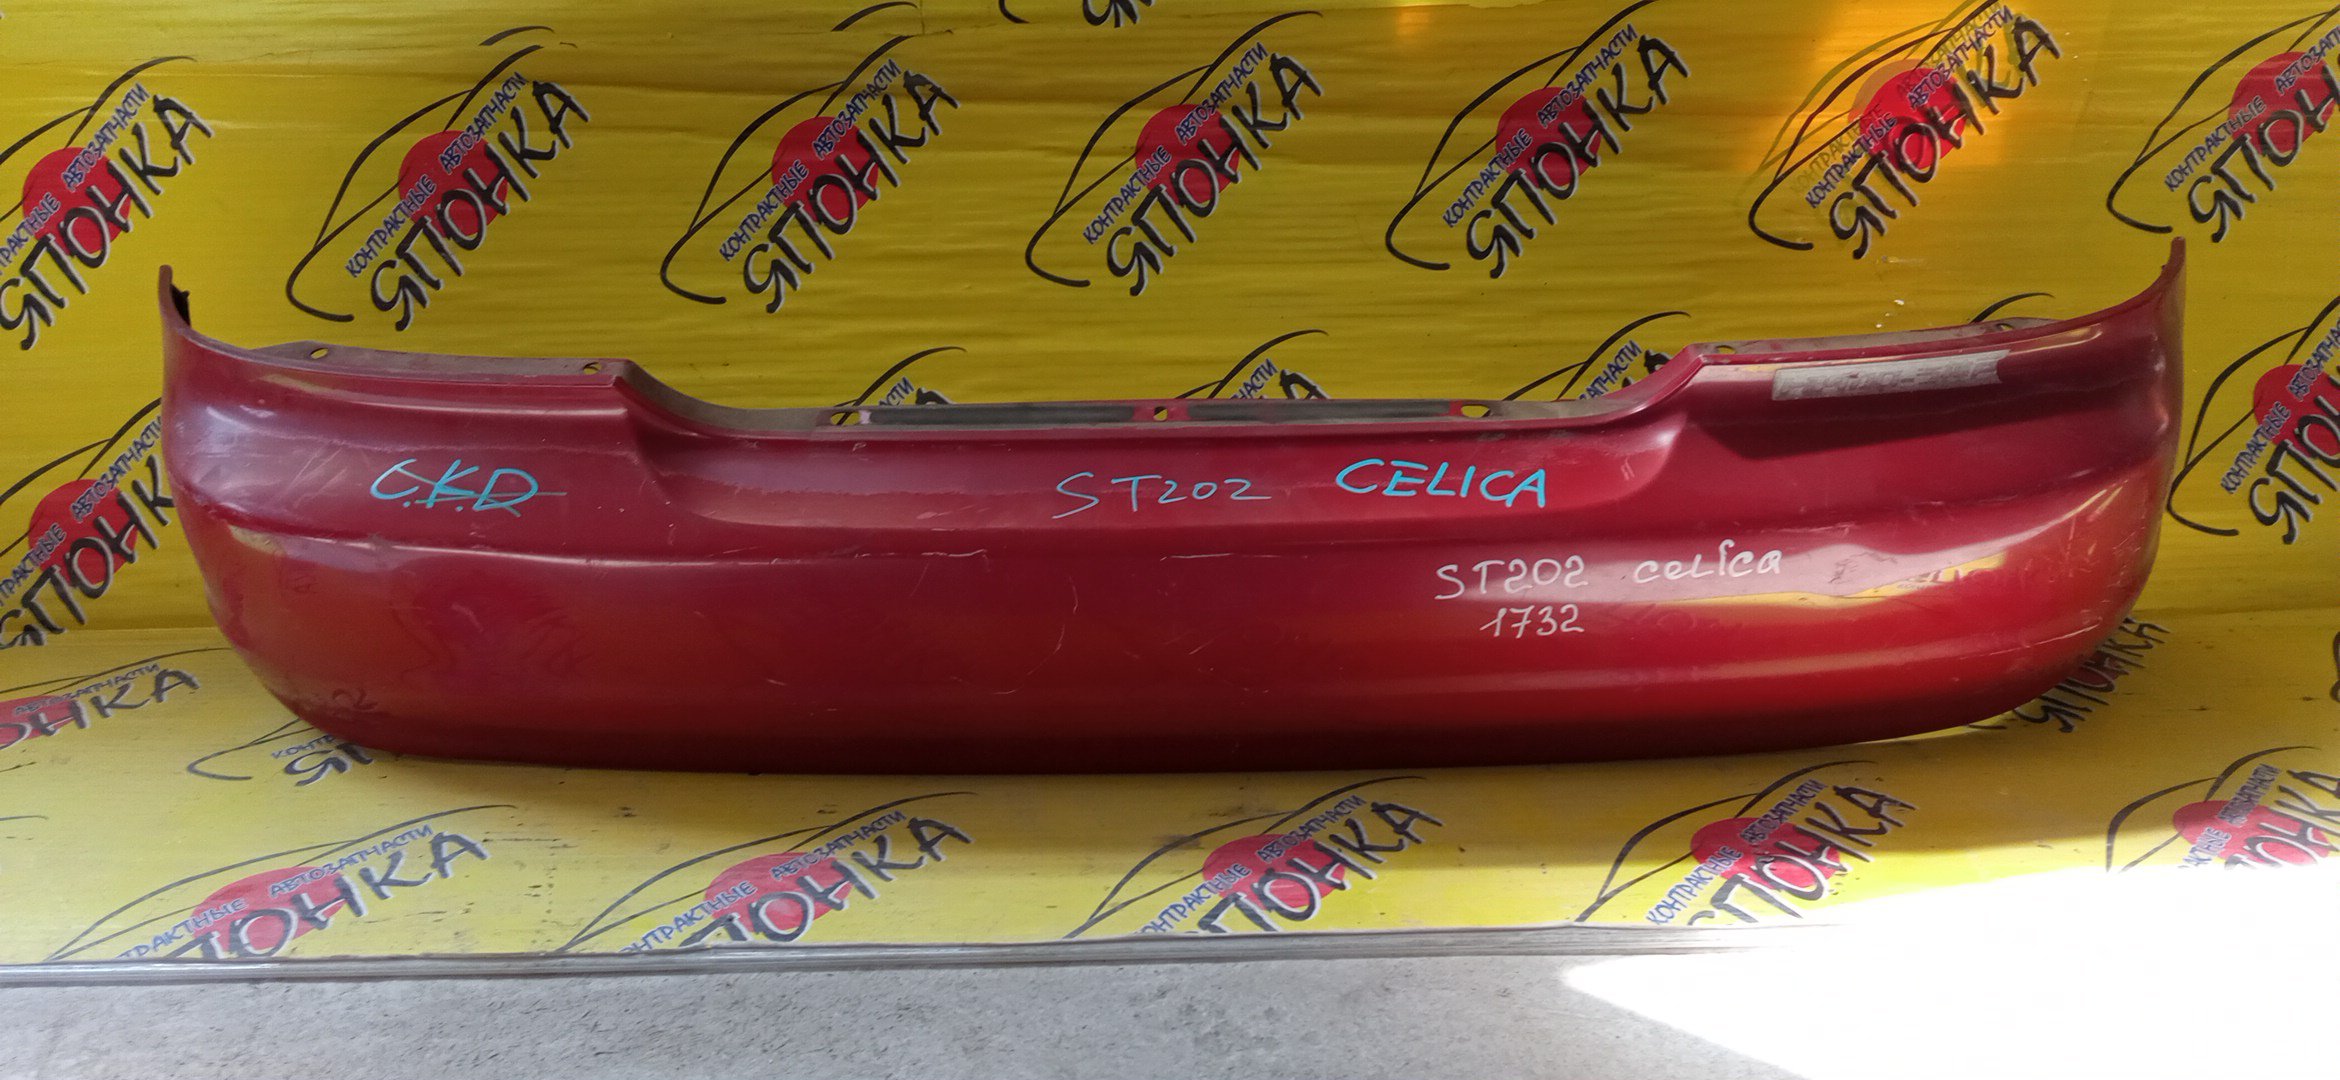 КОНТРАКТНЫЕ АВТОЗАПЧАСТИ
ЯПОНКА
С.К.D
ST202 CELICA
ST202 celica
1732